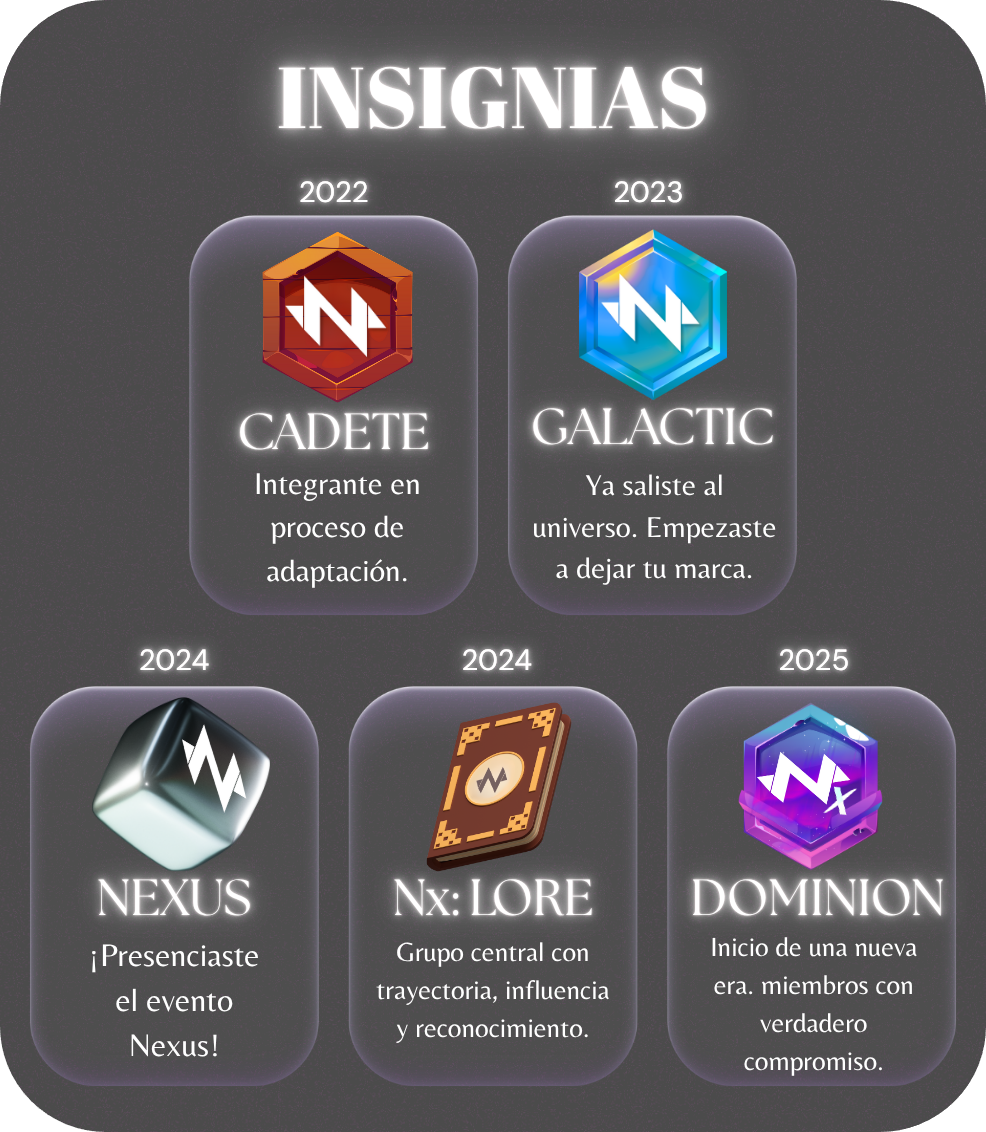 INSIGNIAS
2022
2023
CADETE
Integrante en
proceso de
adaptación.
GALACTIC
Ya saliste al
universo. Empezaste
a dejar tu marca.
2024
2024
2025
NEXUS
¡Presenciaste
el evento
Nexus!
Nx: LORE
Grupo central con
trayectoria, influencia
y reconocimiento.
Nx
DOMINION
Inicio de una nueva
era. miembros con
verdadero
compromiso.